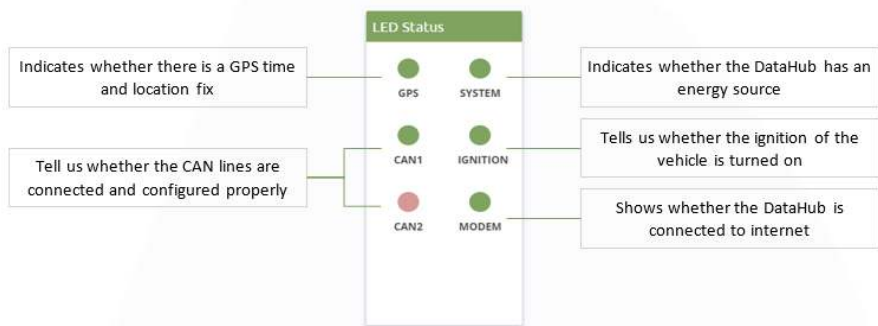 LED Status
Indicates whether there is a GPS time
and location fix
GPS
SYSTEM
Indicates whether the DataHub has an
energy source
Tell us whether the CAN lines are
connected and configured properly
CAN1
IGNITION
Tells us whether the ignition of the
vehicle is turned on
CAN2
MODEM
Shows whether the DataHub is
connected to internet